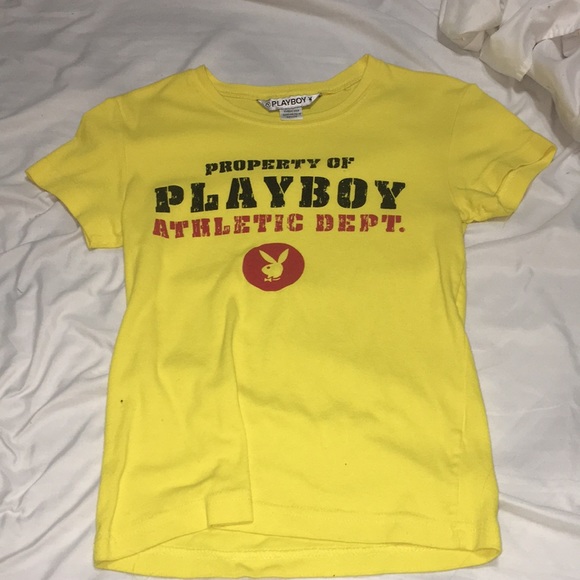 PLAYBOY
PROPERTY OF
PLAYBOY
ATHLETIC DEPT.